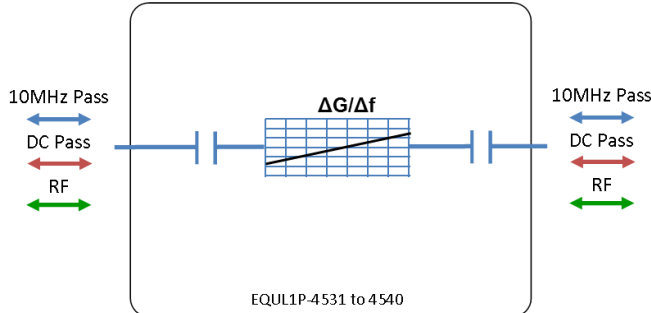 ΔG/Δf
10MHz Pass
DC Pass
RF
10MHz Pass
DC Pass
RF
EQUL1P-4531 to 4540